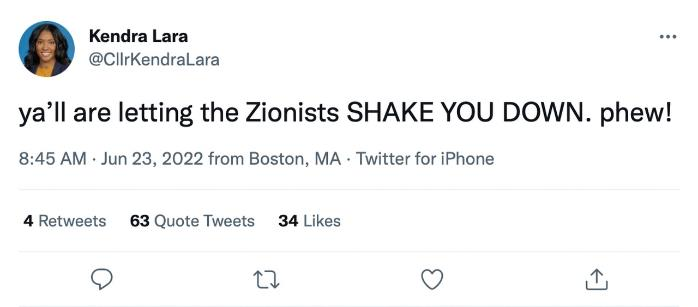 Kendra Lara
@CllrKendraLara
ya’ll are letting the Zionists SHAKE YOU DOWN. phew!
8:45 AM · Jun 23, 2022 from Boston, MA · Twitter for iPhone
4 Retweets 63 Quote Tweets 34 Likes